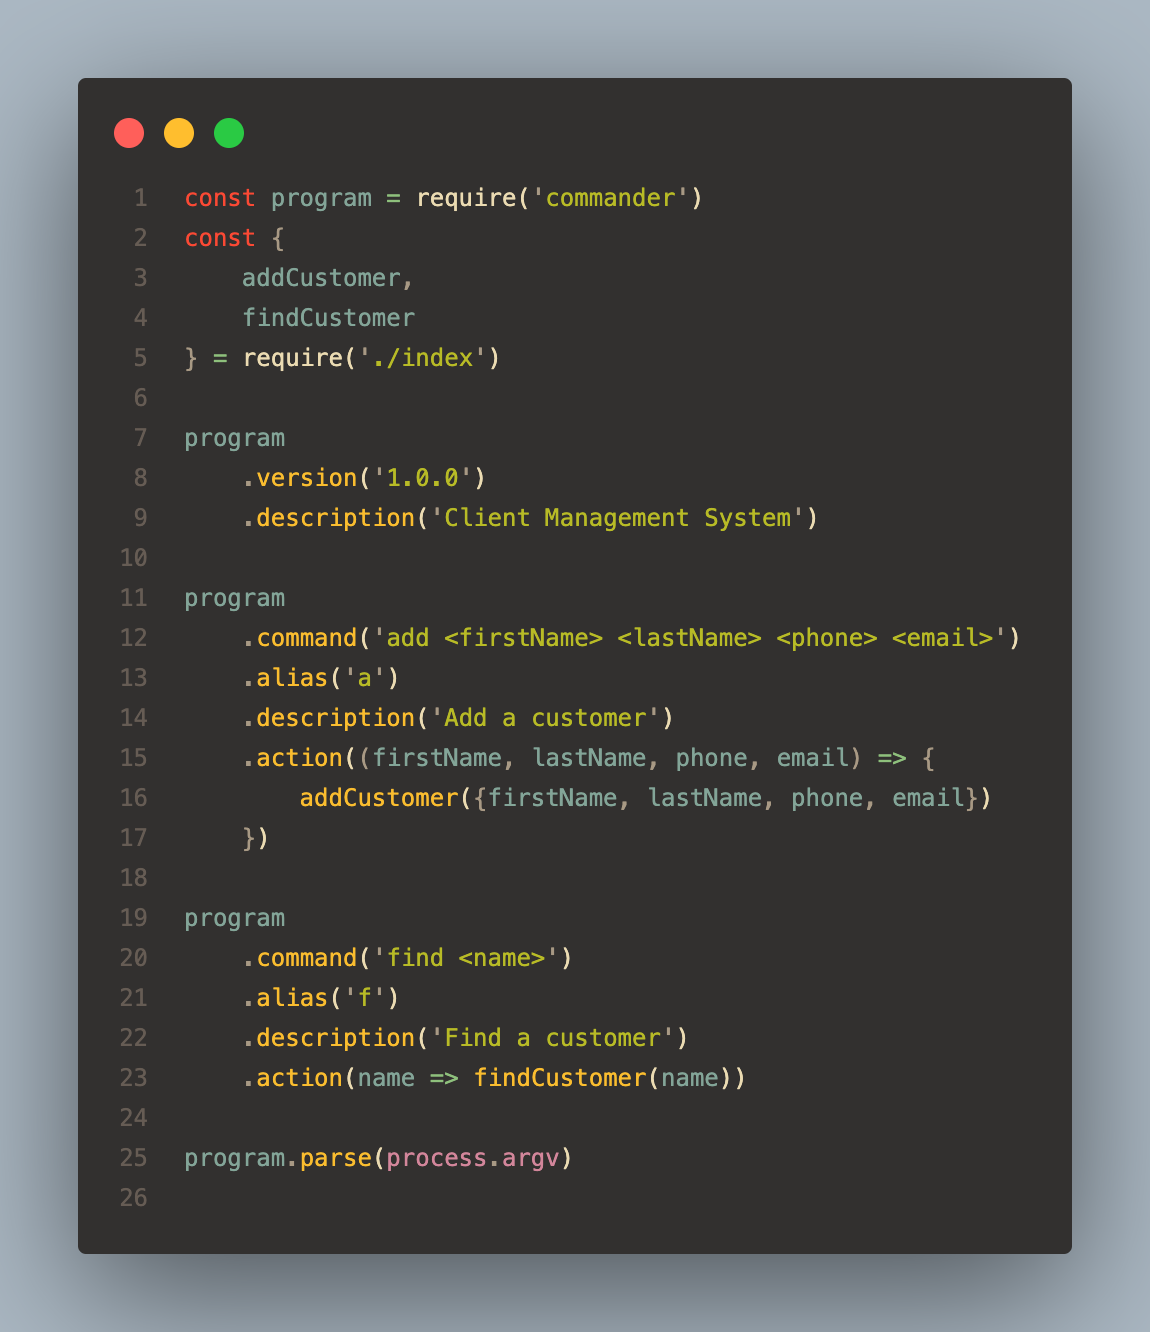 1 const program = require('commander')
2 const {
3     addCustomer,
4     findCustomer
5 } = require('./index')
6
7 program
8     .version('1.0.0')
9     .description('Client Management System')
10
11 program
12     .command('add <firstName> <lastName> <phone> <email>')
13     .alias('a')
14     .description('Add a customer')
15     .action((firstName, lastName, phone, email) => {
16         addCustomer({firstName, lastName, phone, email})
17     })
18
19 program
20     .command('find <name>')
21     .alias('f')
22     .description('Find a customer')
23     .action(name => findCustomer(name))
24
25 program.parse(process.argv)
26